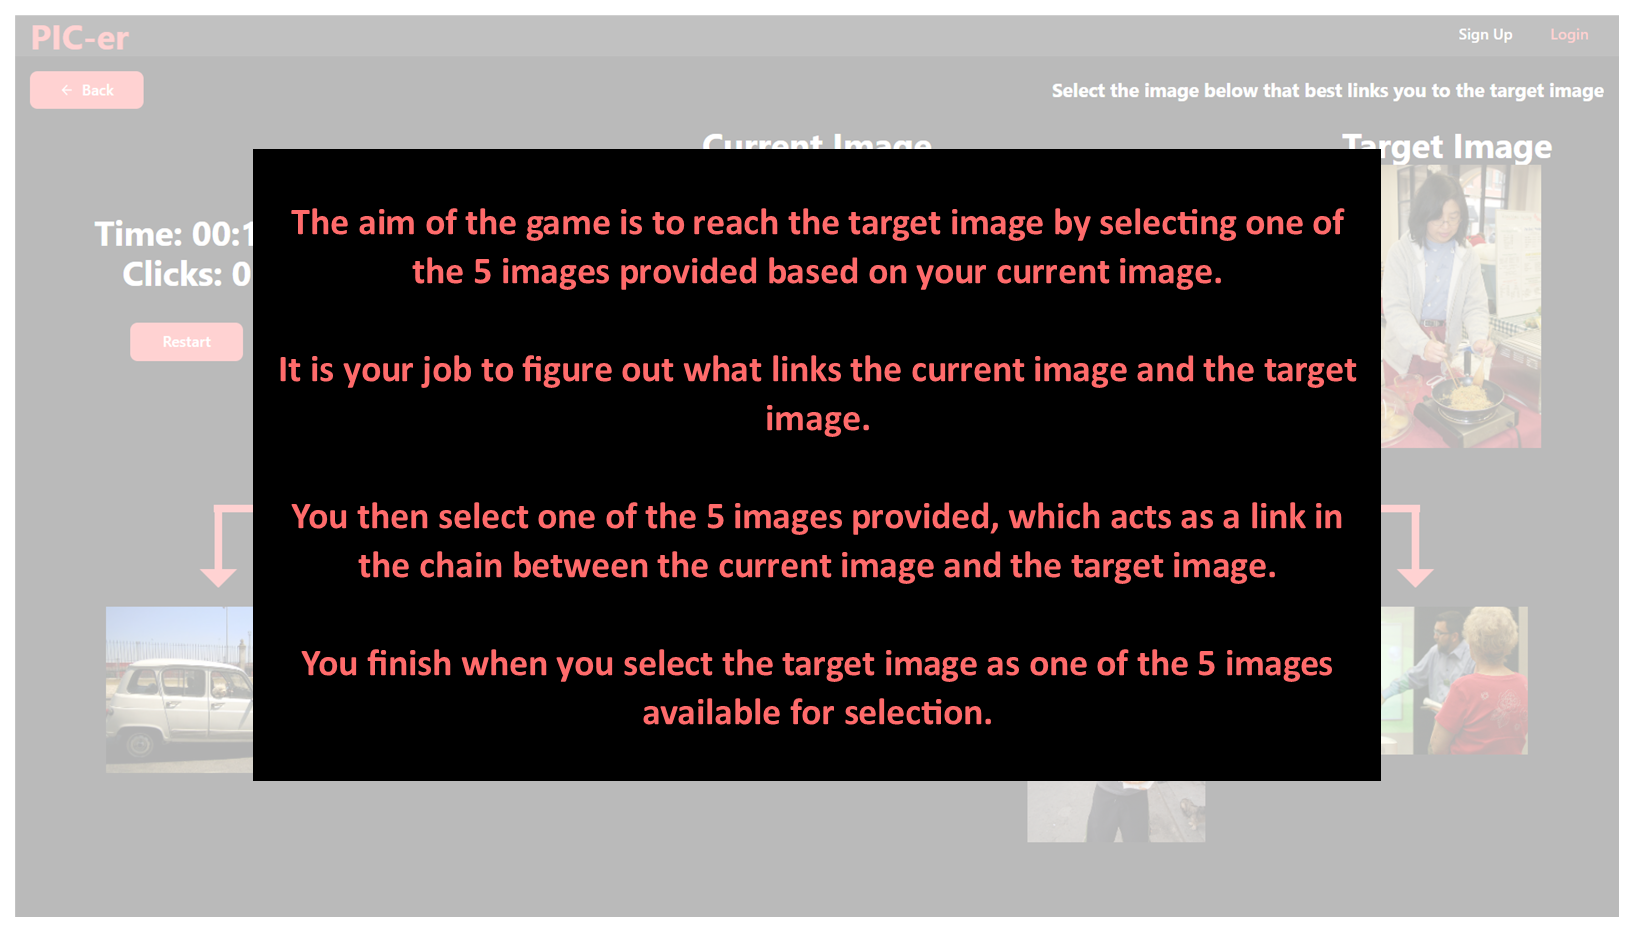 PIC-er
Sign Up
Login
← Back
Select the image below that best links you to the target image
Current Image
Target Image
Time: 00:1
Clicks: 0
Restart
The aim of the game is to reach the target image by selecting one of
the 5 images provided based on your current image.
It is your job to figure out what links the current image and the target
image.
You then select one of the 5 images provided, which acts as a link in
the chain between the current image and the target image.
You finish when you select the target image as one of the 5 images
available for selection.